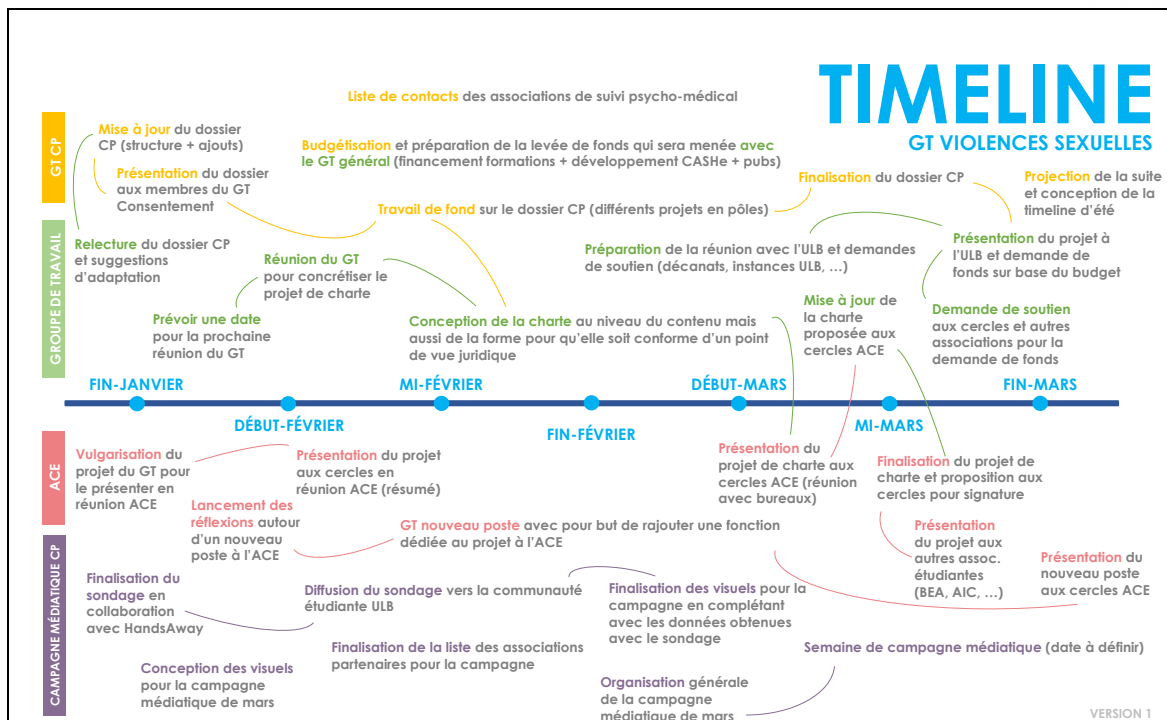 TIMELINE
GT VIOLENCES SEXUELLES
GT CP
Liste de contacts des associations de suivi psycho-médical
Mise à jour du dossier
CP (structure + ajouts)
Budgétisation et préparation de la levée de fonds qui sera menée avec
le GT général (financement formations + développement CASHe + pubs)
Présentation du dossier
aux membres du GT
Consentement
Finalisation du dossier CP
Projection de la suite
et conception de la
timeline d'été
Travail de fond sur le dossier CP (différents projets en pôles)
GROUPE DE TRAVAIL
Relecture du dossier CP
et suggestions
d'adaptation
Réunion du GT
pour concrétiser le
projet de charte
Préparation de la réunion avec l'ULB et demandes
de soutien (décanats, instances ULB, ...)
Présentation du projet à
l'ULB et demande de
fonds sur base du budget
Prévoir une date
pour la prochaine
réunion du GT
Conception de la charte au niveau du contenu mais
aussi de la forme pour qu'elle soit conforme d'un point
de vue juridique
Mise à jour de
la charte
proposée aux
cercles ACE
Demande de soutien
aux cercles et autres
associations pour la
demande de fonds
FIN-JANVIER
DÉBUT-FÉVRIER
MI-FÉVRIER
FIN-FÉVRIER
DÉBUT-MARS
MI-MARS
FIN-MARS
ACE
Vulgarisation du
projet du GT pour
le présenter en
réunion ACE
Présentation du projet
aux cercles en
réunion ACE (résumé)
Présentation du
projet de charte aux
cercles ACE (réunion
avec bureaux)
Finalisation du projet de
charte et proposition aux
cercles pour signature
Lancement des
réflexions autour
d'un nouveau
poste à l'ACE
GT nouveau poste avec pour but de rajouter une fonction
dédiée au projet à l'ACE
Présentation
du projet aux
autres assoc.
étudiantes
(BEA, AIC, ...)
Présentation du
nouveau poste
aux cercles ACE
CAMPAGNE MÉDIATIQUE CP
Finalisation du
sondage en
collaboration
avec HandsAway
Diffusion du sondage vers la communauté
étudiante ULB
Finalisation des visuels pour la
campagne en complétant
avec les données obtenues
avec le sondage
Finalisation de la liste des associations
partenaires pour la campagne
Semaine de campagne médiatique (date à définir)
Conception des visuels
pour la campagne
médiatique de mars
Organisation générale
de la campagne
médiatique de mars
VERSION 1